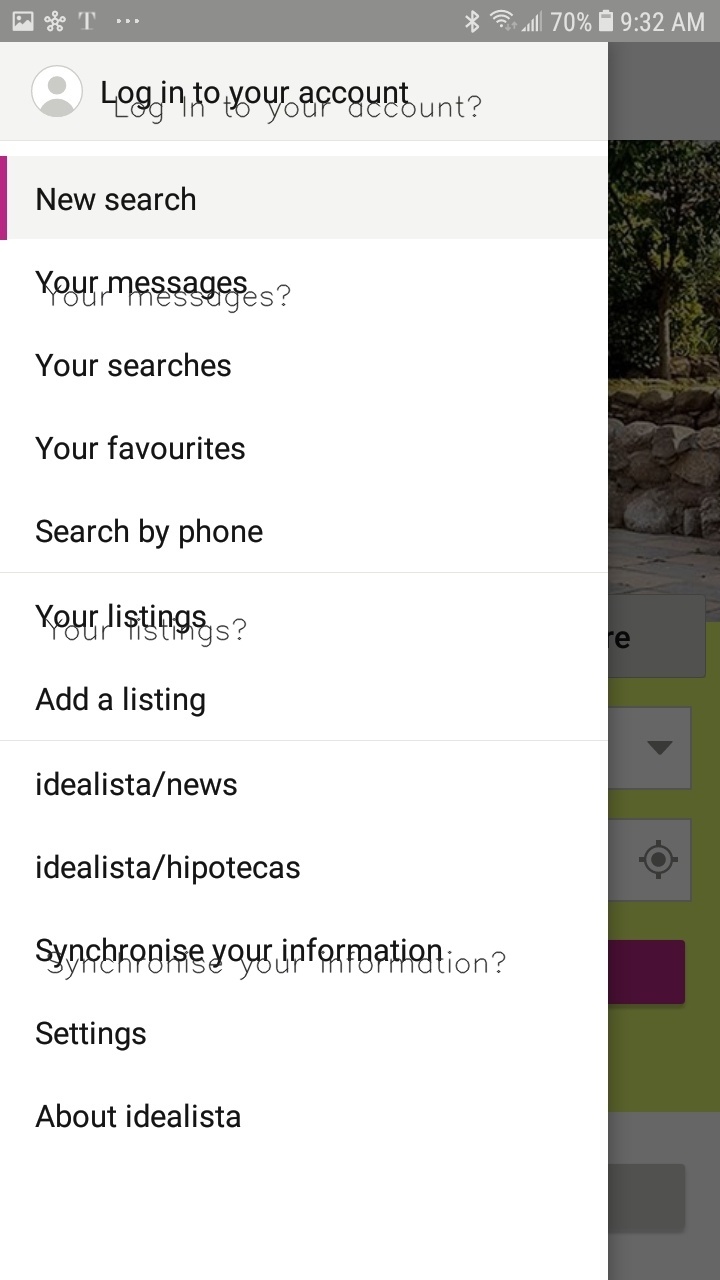 T ... 70% 9:32 AM
Log in to your account
Log In to your account?
New search
Your messages
Your messages?
Your searches
Your favourites
Search by phone
Your listings
Your listings?
re
Add a listing
idealista/news
idealista/hipotecas
Synchronise your information
Synchronise your information?
Settings
About idealista